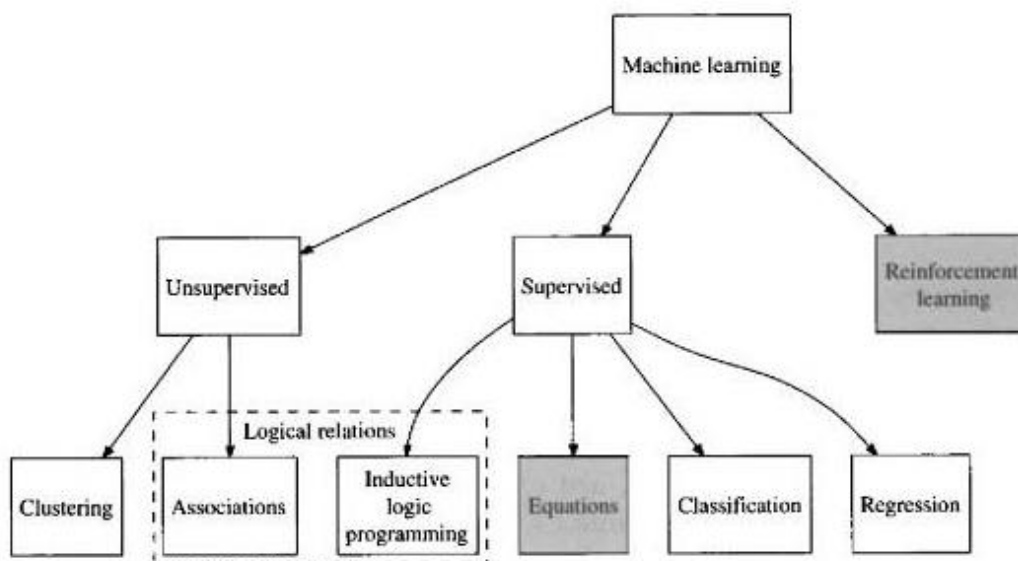 Machine learning
Unsupervised
Supervised
Reinforcement
learning
Logical relations
Clustering
Associations
Inductive
logic
programming
Equations
Classification
Regression